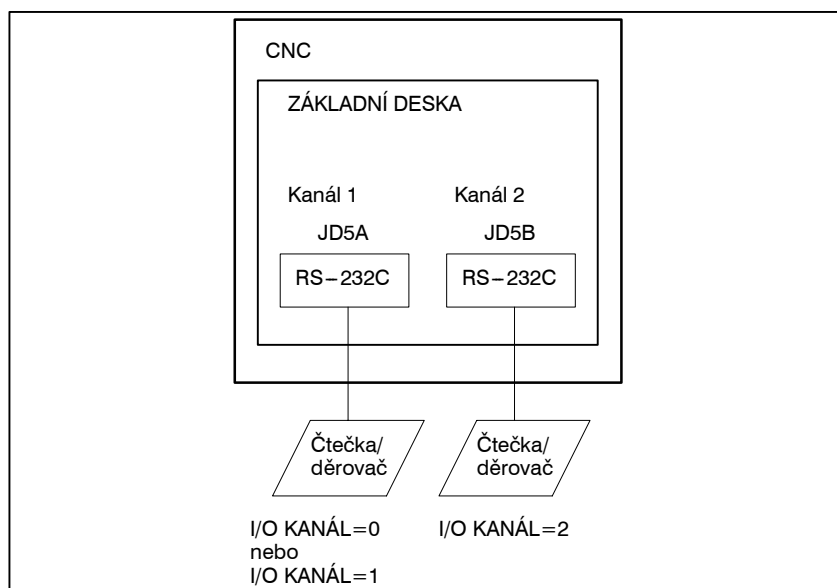 CNC
ZÁKLADNÍ DESKA
Kanál 1
Kanál 2
JD5A
JD5B
RS-232C
RS-232C
Čtečka/
děrovač
Čtečka/
děrovač
I/O KANÁL=0
nebo
I/O KANÁL=1
I/O KANÁL=2